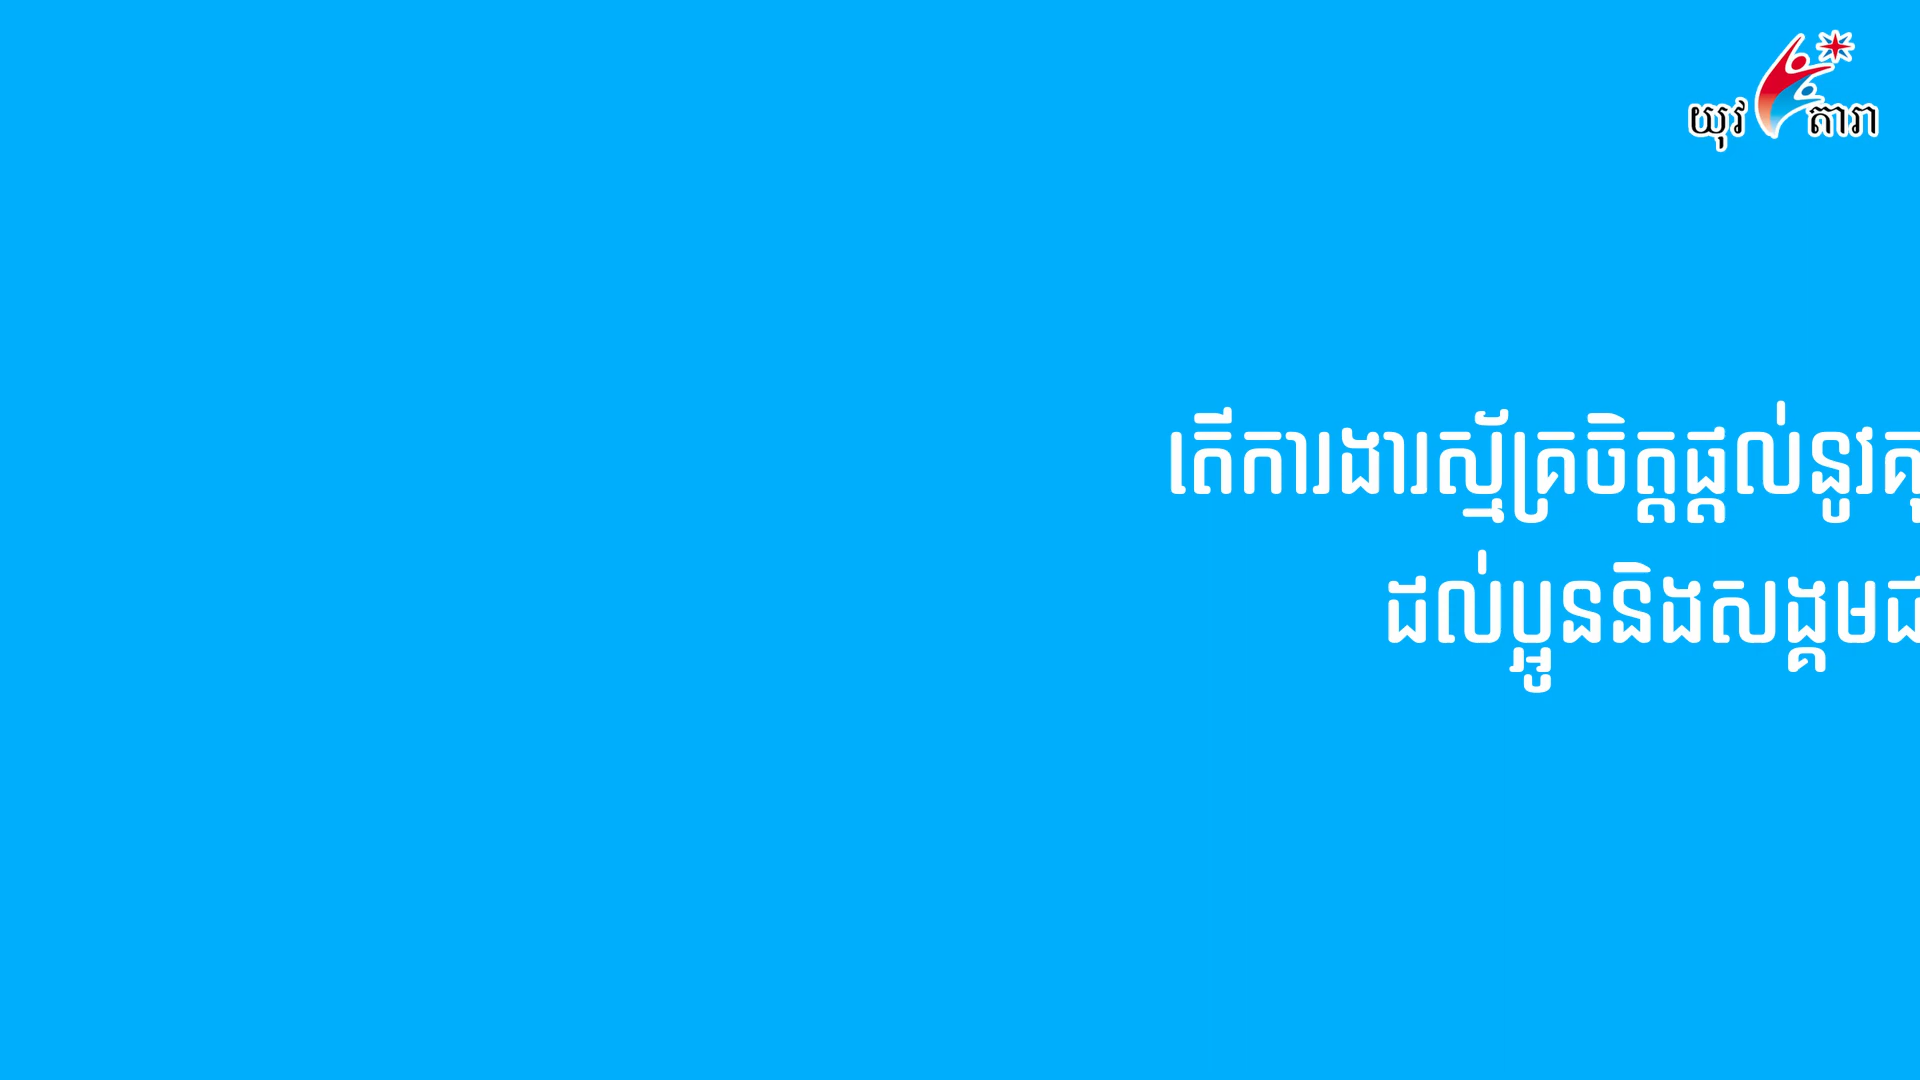 យុវ តារា
តើការងារស្ម័គ្រចិត្តផ្តល់នូវ
ដល់ប្អូននិងសង្គម